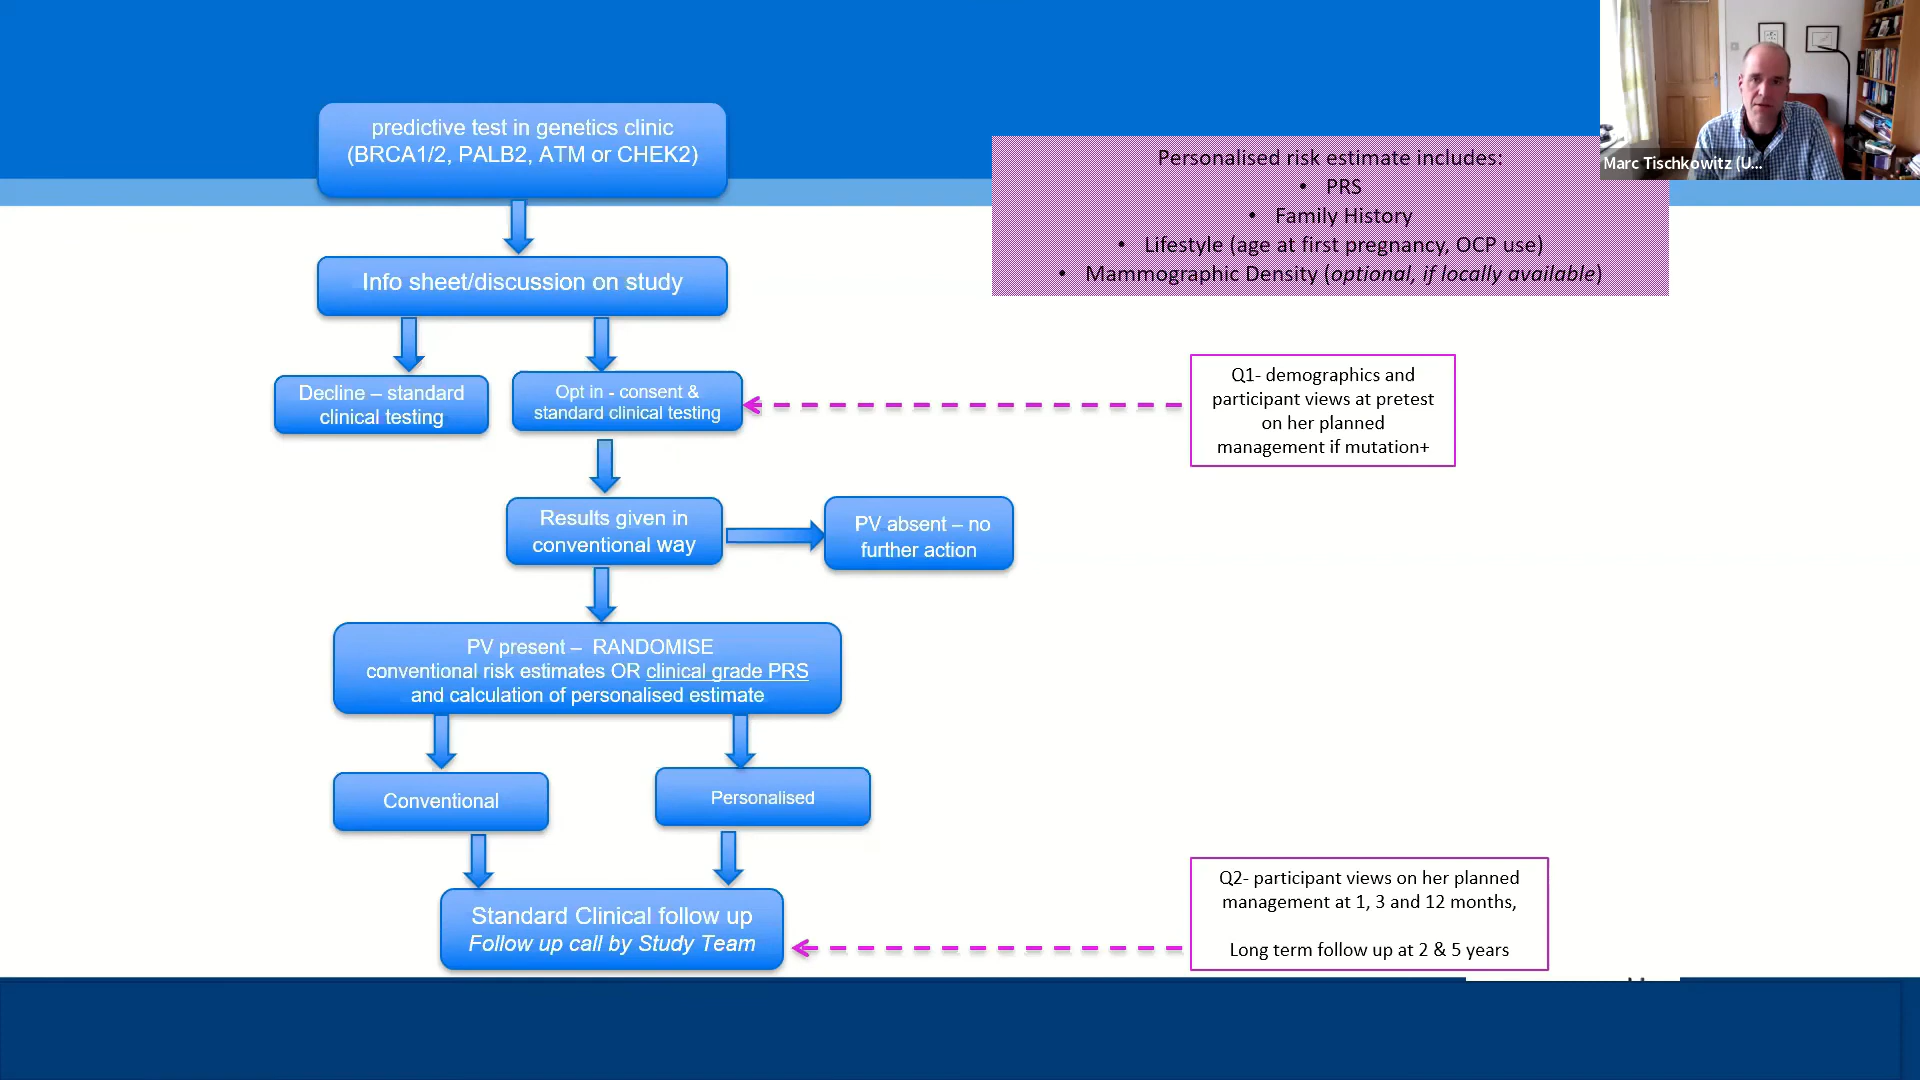 predictive test in genetics clinic
(BRCA1/2, PALB2, ATM or CHEK2)
Personalised risk estimate includes:
• PRS
• Family History
• Lifestyle (age at first pregnancy, OCP use)
• Mammographic Density (optional, if locally available)
Marc Tischkowitz (U...
Info sheet/discussion on study
Decline – standard
clinical testing
Opt in - consent &
standard clinical testing
Q1- demographics and
participant views at pretest
on her planned
management if mutation+
Results given in
conventional way
PV absent – no
further action
PV present – RANDOMISE
conventional risk estimates OR clinical grade PRS
and calculation of personalised estimate
Conventional
Personalised
Standard Clinical follow up
Follow up call by Study Team
Q2- participant views on her planned
management at 1, 3 and 12 months,
Long term follow up at 2 & 5 years